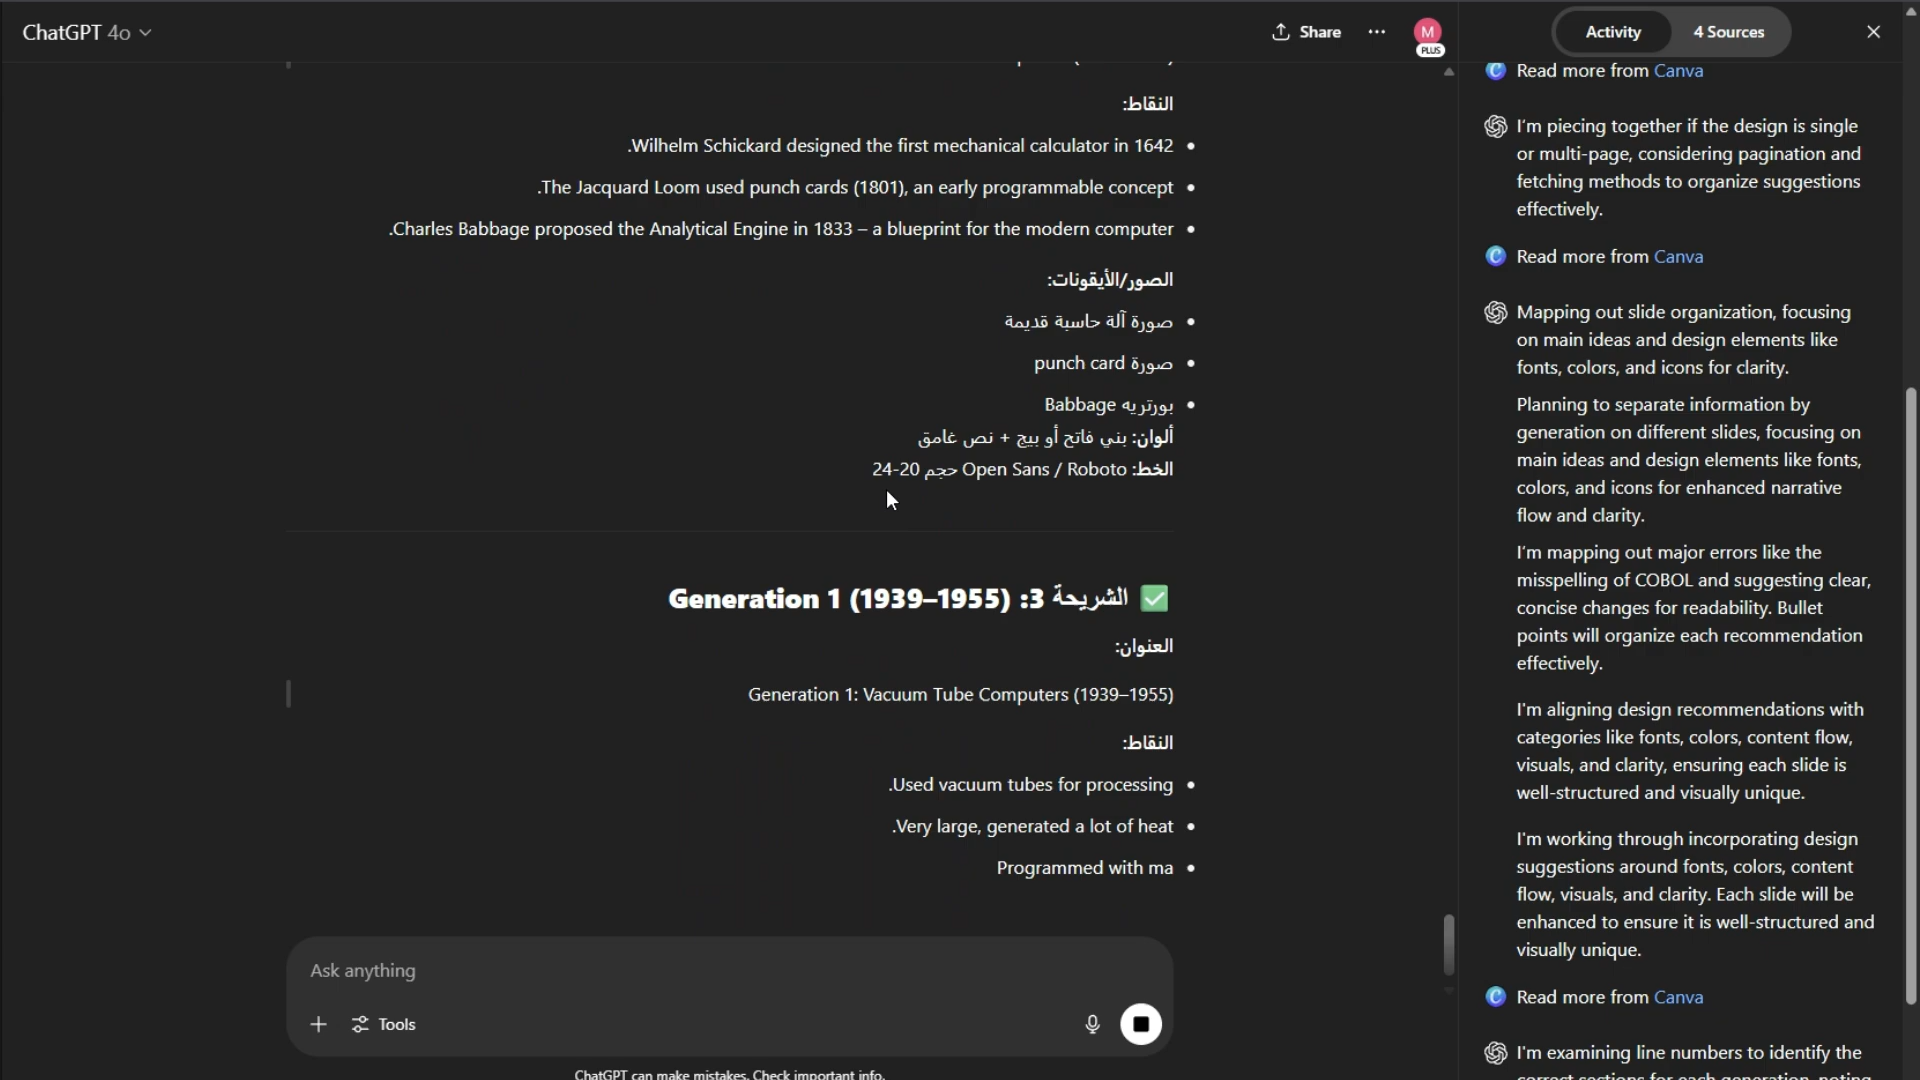 ChatGPT 4o
Share
M
PLUS
النقاط:
Wilhelm Schickard designed the first mechanical calculator in 1642.
The Jacquard Loom used punch cards (1801), an early programmable concept.
Charles Babbage proposed the Analytical Engine in 1833 – a blueprint for the modern computer.
الصور/الأيقونات:
صورة آلة حاسبة قديمة
صورة punch card
بورتريه Babbage
ألوان: بني فاتح أو بيج + نص غامق
الخط: Open Sans / Roboto حجم 20-24
الشريحة 3: Generation 1 (1939–1955)
العنوان:
Generation 1: Vacuum Tube Computers (1939–1955)
النقاط:
Used vacuum tubes for processing.
Very large, generated a lot of heat.
Programmed with ma
Ask anything
Tools
ChatGPT can make mistakes. Check important info.
Activity
4 Sources
Read more from Canva
I'm piecing together if the design is single
or multi-page, considering pagination and
fetching methods to organize suggestions
effectively.
Read more from Canva
Mapping out slide organization, focusing
on main ideas and design elements like
fonts, colors, and icons for clarity.
Planning to separate information by
generation on different slides, focusing on
main ideas and design elements like fonts,
colors, and icons for enhanced narrative
flow and clarity.
I'm mapping out major errors like the
misspelling of COBOL and suggesting clear,
concise changes for readability. Bullet
points will organize each recommendation
effectively.
I'm aligning design recommendations with
categories like fonts, colors, content flow,
visuals, and clarity, ensuring each slide is
well-structured and visually unique.
I'm working through incorporating design
suggestions around fonts, colors, content
flow, visuals, and clarity. Each slide will be
enhanced to ensure it is well-structured and
visually unique.
Read more from Canva
I'm examining line numbers to identify the
correct sections for each generation, noting